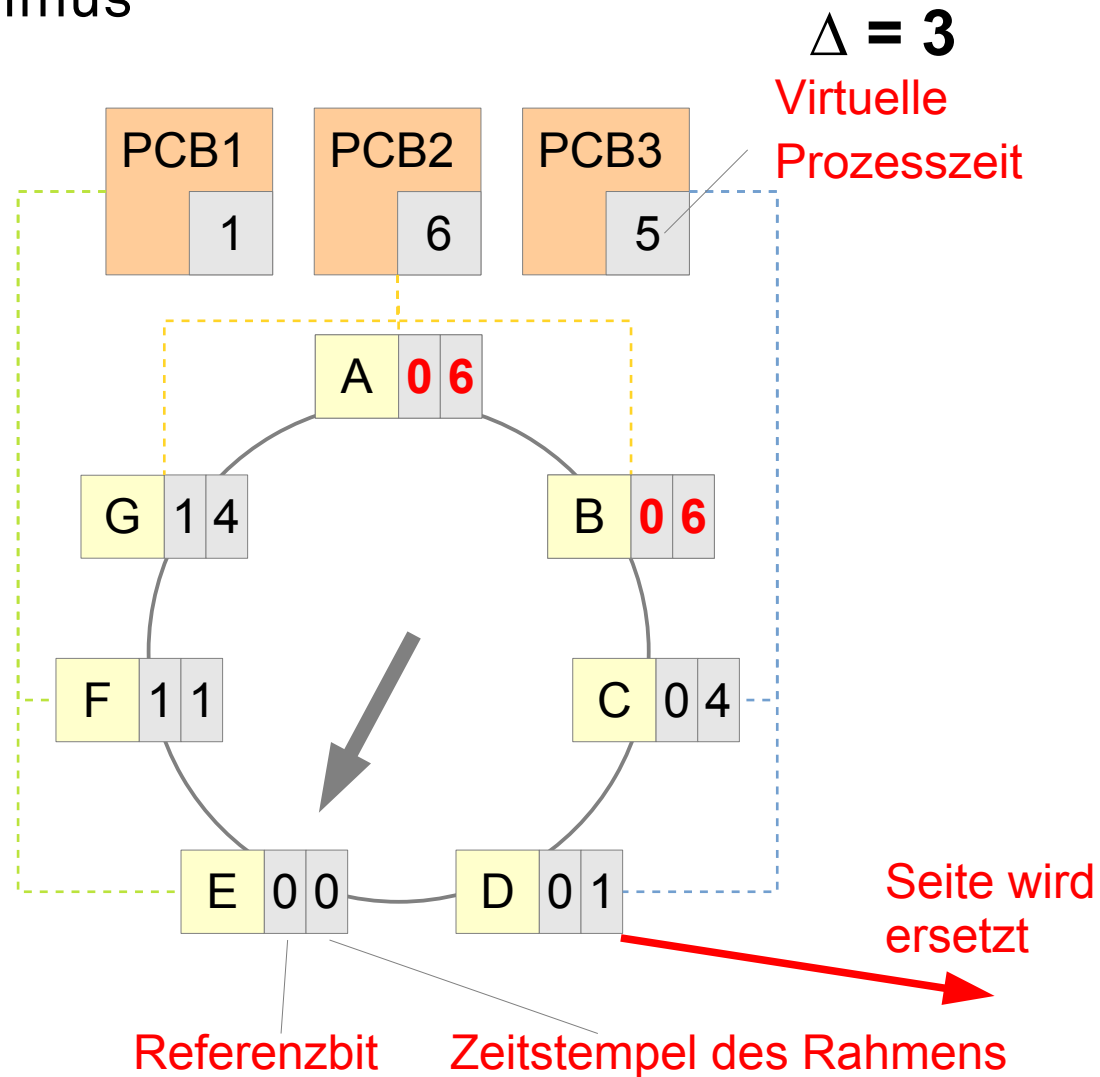 ∆ = 3
Virtuelle
Prozesszeit
PCB1
1
PCB2
6
PCB3
5
A 0 6
G 1 4
B 0 6
F 1 1
C 0 4
E 0 0
D 0 1
Seite wird
ersetzt
Referenzbit
Zeitstempel des Rahmens